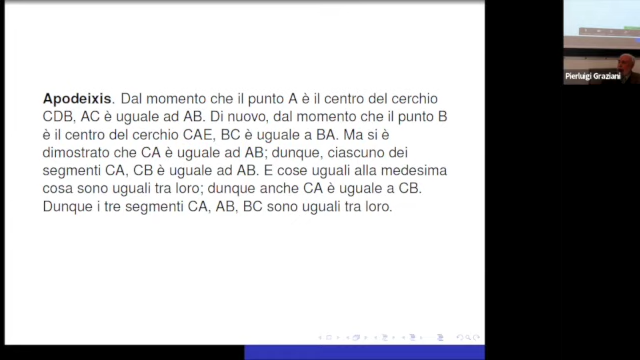 Apodeixis. Dal momento che il punto A è il centro del cerchio
CDB, AC è uguale ad AB. Di nuovo, dal momento che il punto B
è il centro del cerchio CAE, BC è uguale a BA. Ma si è
dimostrato che CA è uguale ad AB; dunque, ciascuno dei
segmenti CA, CB è uguale ad AB. E cose uguali alla medesima
cosa sono uguali tra loro; dunque anche CA è uguale a CB.
Dunque i tre segmenti CA, AB, BC sono uguali tra loro.
Pierluigi Graziani